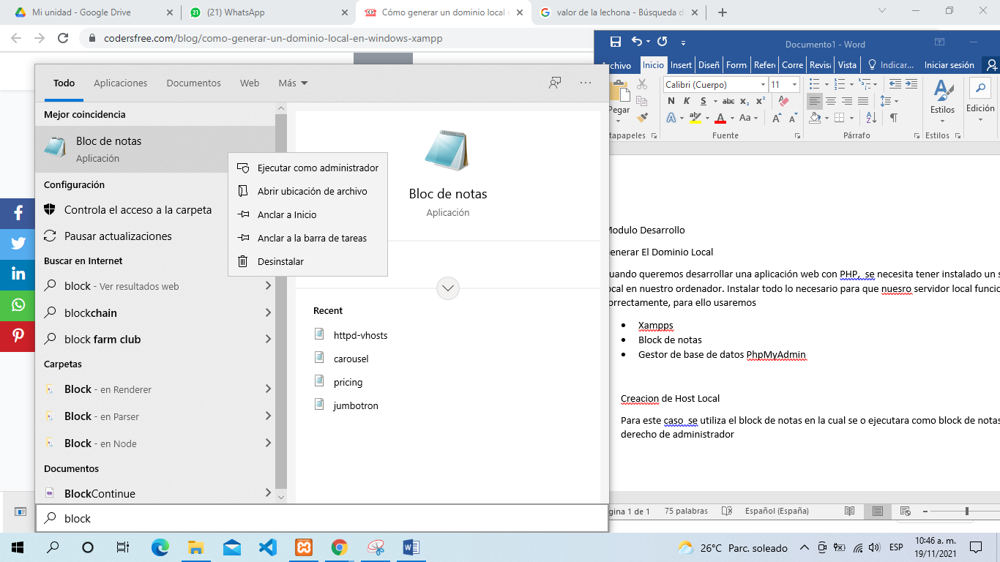 Mi unidad - Google Drive
(21) WhatsApp
Cómo generar un dominio local
valor de la lechona - Búsqueda d
codersfree.com/blog/como-generar-un-dominio-local-en-windows-xampp
Documento1 - Word
Archivo Inicio Insert Diseñ Form Refer Corre Revis Vista Indicar... Iniciar sesión
Calibri (Cuerpo) 11
Pegar
N K S abc x₂ x²
A aby A Aa A A
Estilos
Edición
tapapeles Fuente Párrafo Estilos
Todo Aplicaciones Documentos Web Más
Mejor coincidencia
Bloc de notas
Aplicación
Configuración
Controla el acceso a la carpeta
Pausar actualizaciones
Buscar en Internet
block - Ver resultados web
blockchain
block farm club
Carpetas
Block - en Renderer
Block - en Parser
Block - en Node
Documentos
BlockContinue
block
Ejecutar como administrador
Abrir ubicación de archivo
Anclar a Inicio
Anclar a la barra de tareas
Desinstalar
Bloc de notas
Aplicación
Recent
httpd-vhosts
carousel
pricing
jumbotron
Modulo Desarrollo
enerar El Dominio Local
uando queremos desarrollar una aplicación web con PHP, se necesita tener instalado un s
ocal en nuestro ordenador. Instalar todo lo necesario para que nuesro servidor local funcio
orrectamente, para ello usaremos
• Xampps
• Block de notas
• Gestor de base de datos PhpMyAdmin
Creacion de Host Local
Para este caso se utiliza el block de notas en la cual se o ejecutara como block de notas
derecho de administrador
gina 1 de 1 75 palabras Español (España)
26°C Parc. soleado
ESP
10:46 a. m.
19/11/2021